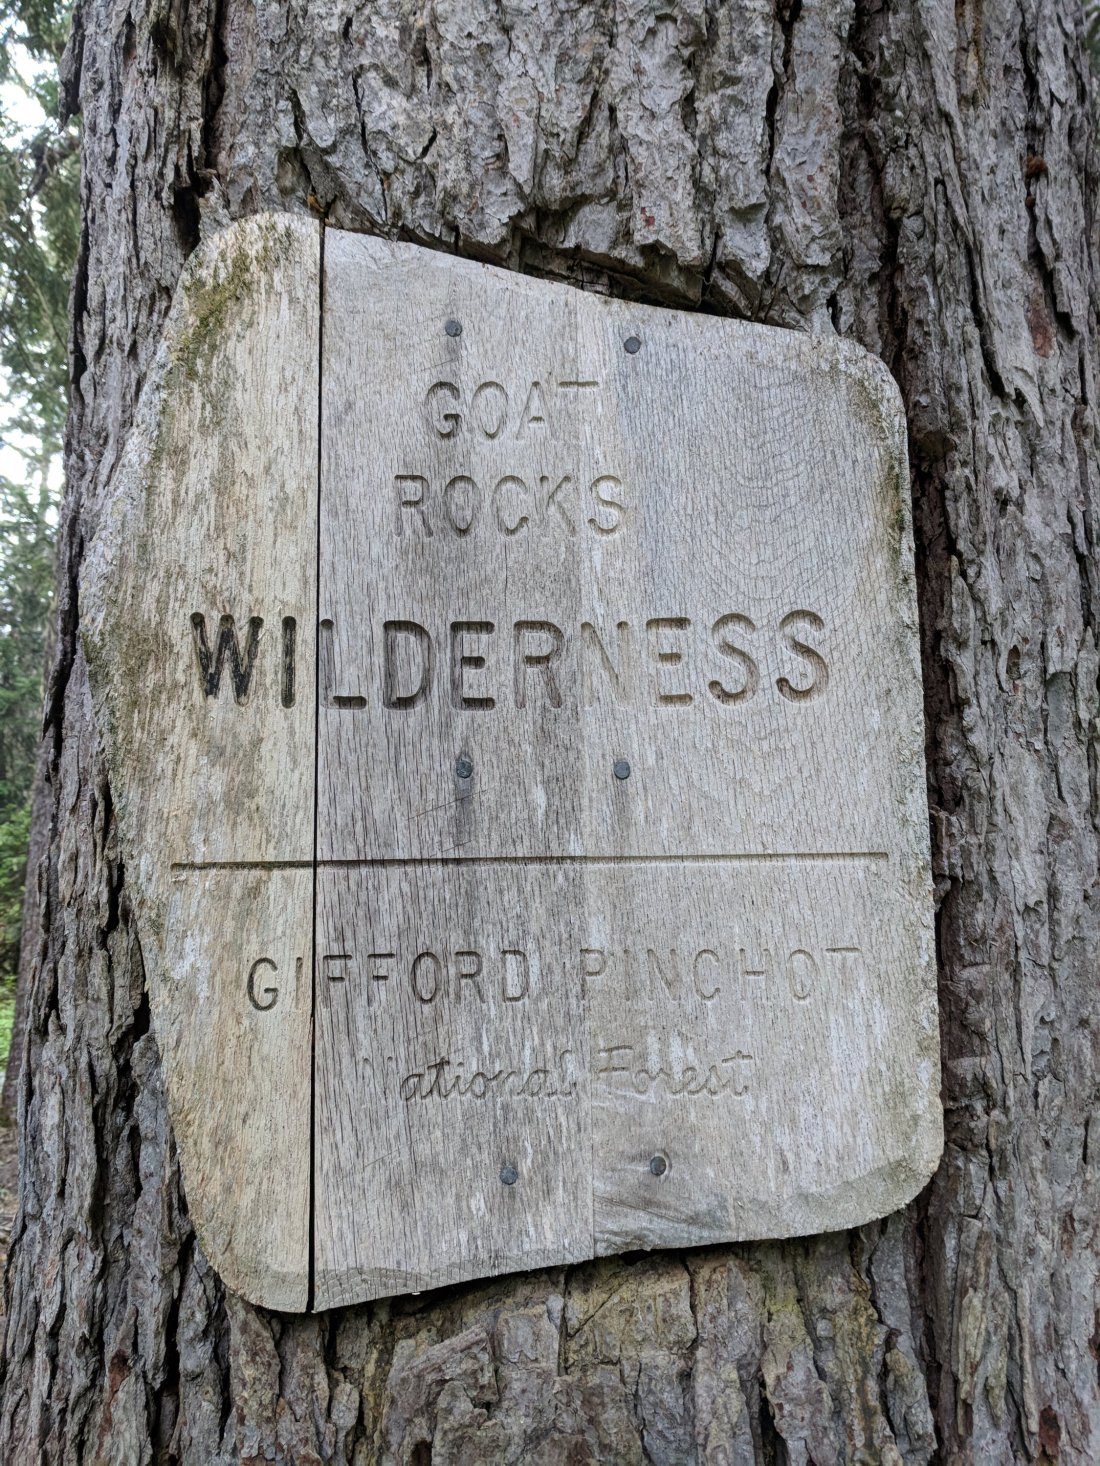 GOAT
ROCKS
WILDERNESS
GIFFORD PINCHOT
National Forest